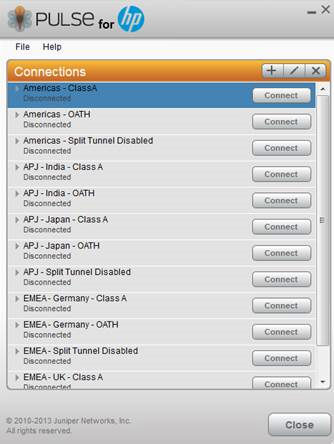 PULSE for hp
File Help
Connections
Americas - ClassA
Disconnected
Connect
Americas - OATH
Disconnected
Connect
Americas - Split Tunnel Disabled
Disconnected
Connect
APJ - India - Class A
Disconnected
Connect
APJ - India - OATH
Disconnected
Connect
APJ - Japan - Class A
Disconnected
Connect
APJ - Japan - OATH
Disconnected
Connect
APJ - Split Tunnel Disabled
Disconnected
Connect
EMEA - Germany - Class A
Disconnected
Connect
EMEA - Germany - OATH
Disconnected
Connect
EMEA - Split Tunnel Disabled
Disconnected
Connect
EMEA - UK - Class A
Disconnected
Connect
© 2010-2013 Juniper Networks, Inc.
All rights reserved.
Close